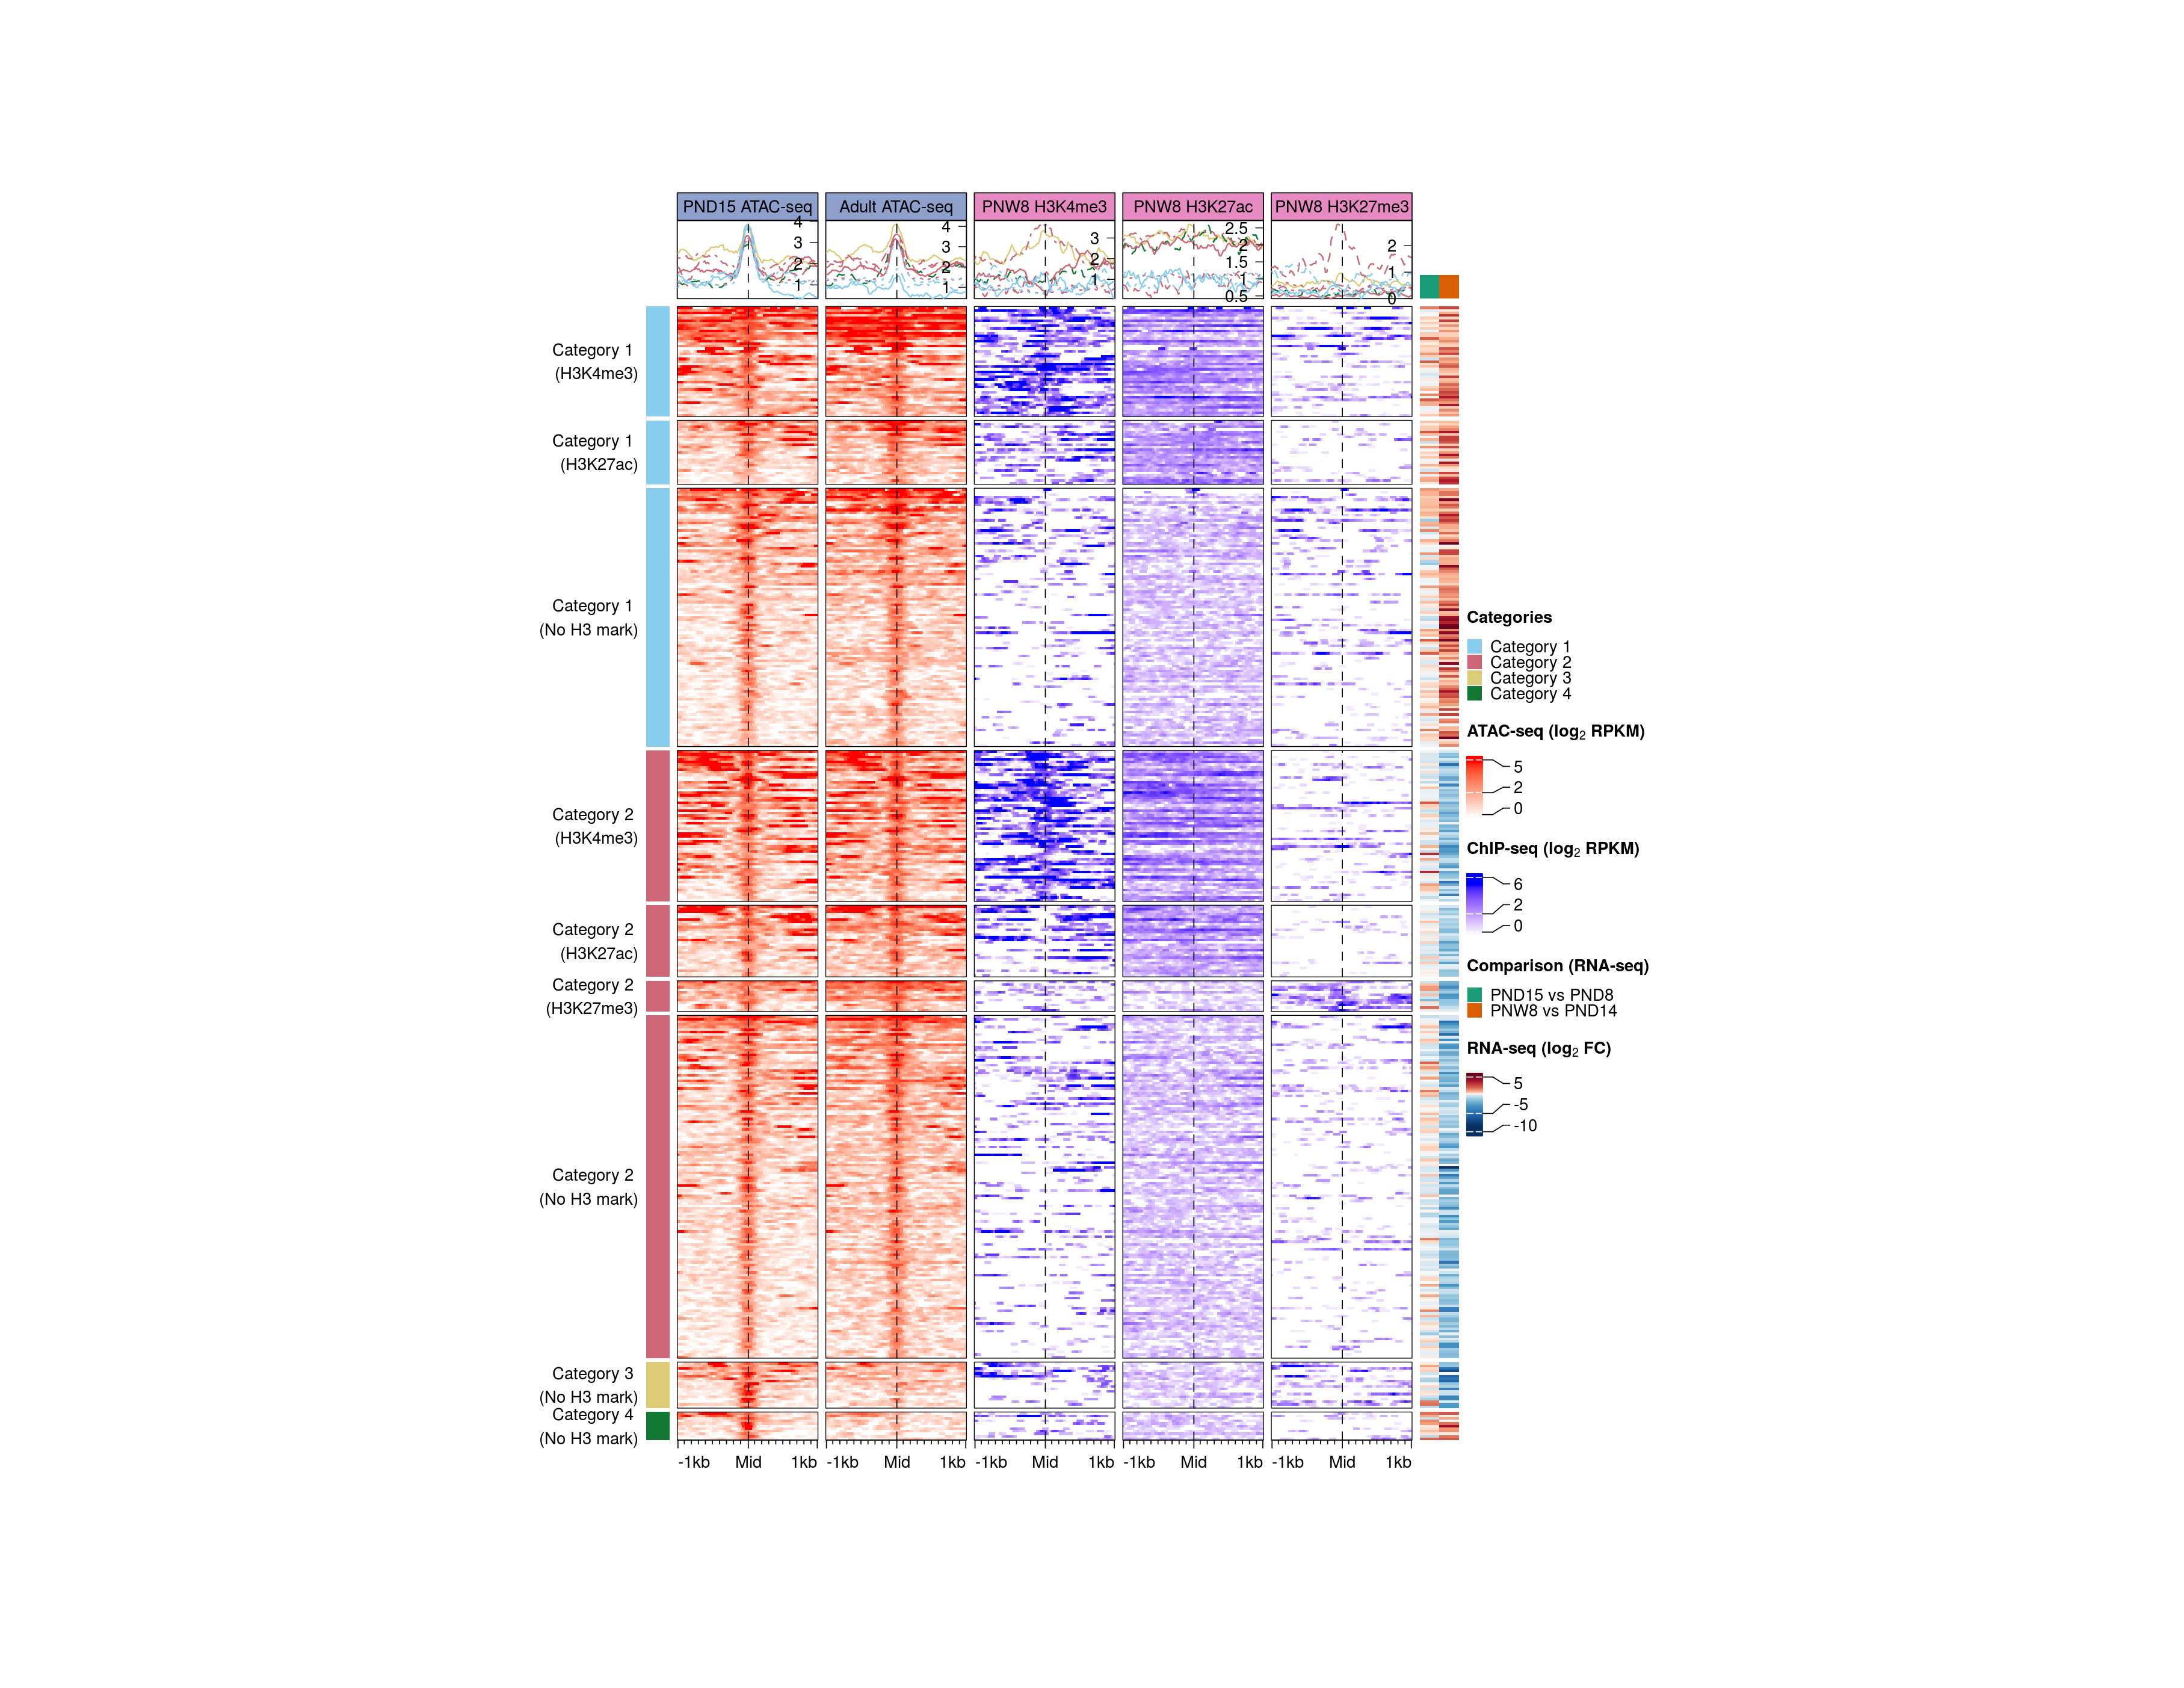 PND15 ATAC-seq
Adult ATAC-seq
PNW8 H3K4me3
PNW8 H3K27ac
PNW8 H3K27me3
4
3
2
1
4
3
2
1
3
2
1
2.5
2
1.5
1
0.5
2
1
0
Category 1
(H3K4me3)
Category 1
(H3K27ac)
Category 1
(No H3 mark)
Category 2
(H3K4me3)
Category 2
(H3K27ac)
Category 2
(H3K27me3)
Category 2
(No H3 mark)
Category 3
(No H3 mark)
Category 4
(No H3 mark)
-1kb Mid 1kb
-1kb Mid 1kb
-1kb Mid 1kb
-1kb Mid 1kb
-1kb Mid 1kb
Categories
Category 1
Category 2
Category 3
Category 4
ATAC-seq (log₂ RPKM)
5
2
0
ChIP-seq (log₂ RPKM)
6
2
0
Comparison (RNA-seq)
PND15 vs PND8
PNW8 vs PND14
RNA-seq (log₂ FC)
5
-5
-10